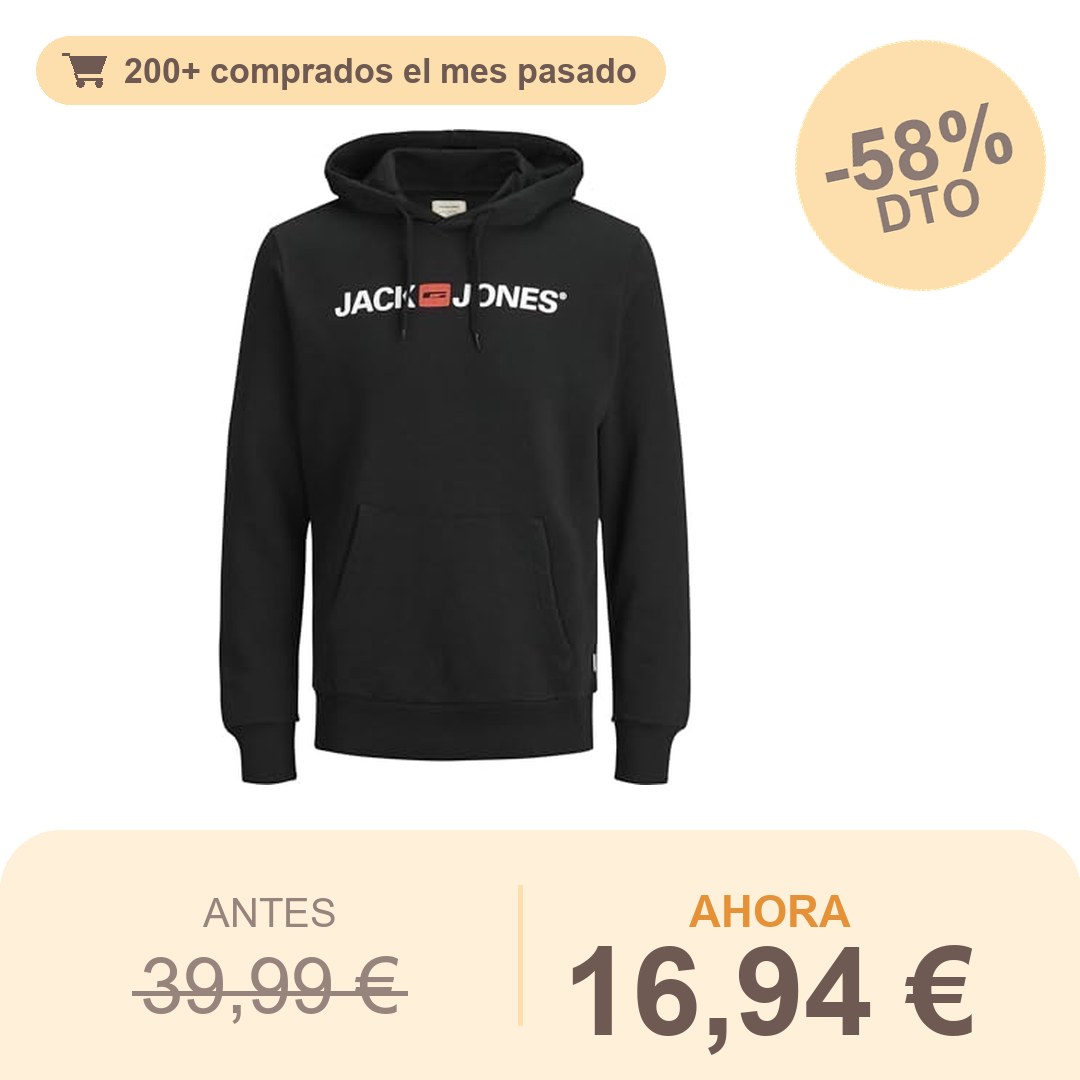 200+ comprados el mes pasado
-58%
DTO
JACK JONES®
ANTES
39,99 €
AHORA
16,94 €